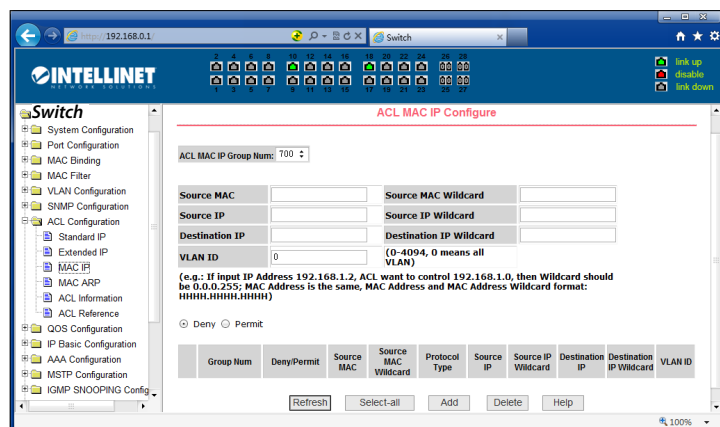 http://192.168.0.1/
Switch
INTELLINET
NETWORK SOLUTIONS
2 4 6 8 10 12 14 16 18 20 22 24 26 28
1 3 5 7 9 11 13 15 17 19 21 23 25 27
link up
disable
link down
Switch
System Configuration
Port Configuration
MAC Binding
MAC Filter
VLAN Configuration
SNMP Configuration
ACL Configuration
Standard IP
Extended IP
MAC IP
MAC ARP
ACL Information
ACL Reference
QOS Configuration
IP Basic Configuration
AAA Configuration
MSTP Configuration
IGMP SNOOPING Config
ACL MAC IP Configure
ACL MAC IP Group Num: 700
Source MAC Source MAC Wildcard
Source IP Source IP Wildcard
Destination IP Destination IP Wildcard
VLAN ID 0 (0-4094, 0 means all VLAN)
(e.g.: If input IP Address 192.168.1.2, ACL want to control 192.168.1.0, then Wildcard should
be 0.0.0.255; MAC Address is the same, MAC Address and MAC Address Wildcard format:
HHHH.HHHH.HHHH)
Deny Permit
Group Num Deny/Permit Source MAC Source MAC Wildcard Protocol Type Source IP Source IP Wildcard Destination IP Destination IP Wildcard VLAN ID
Refresh Select-all Add Delete Help
100%